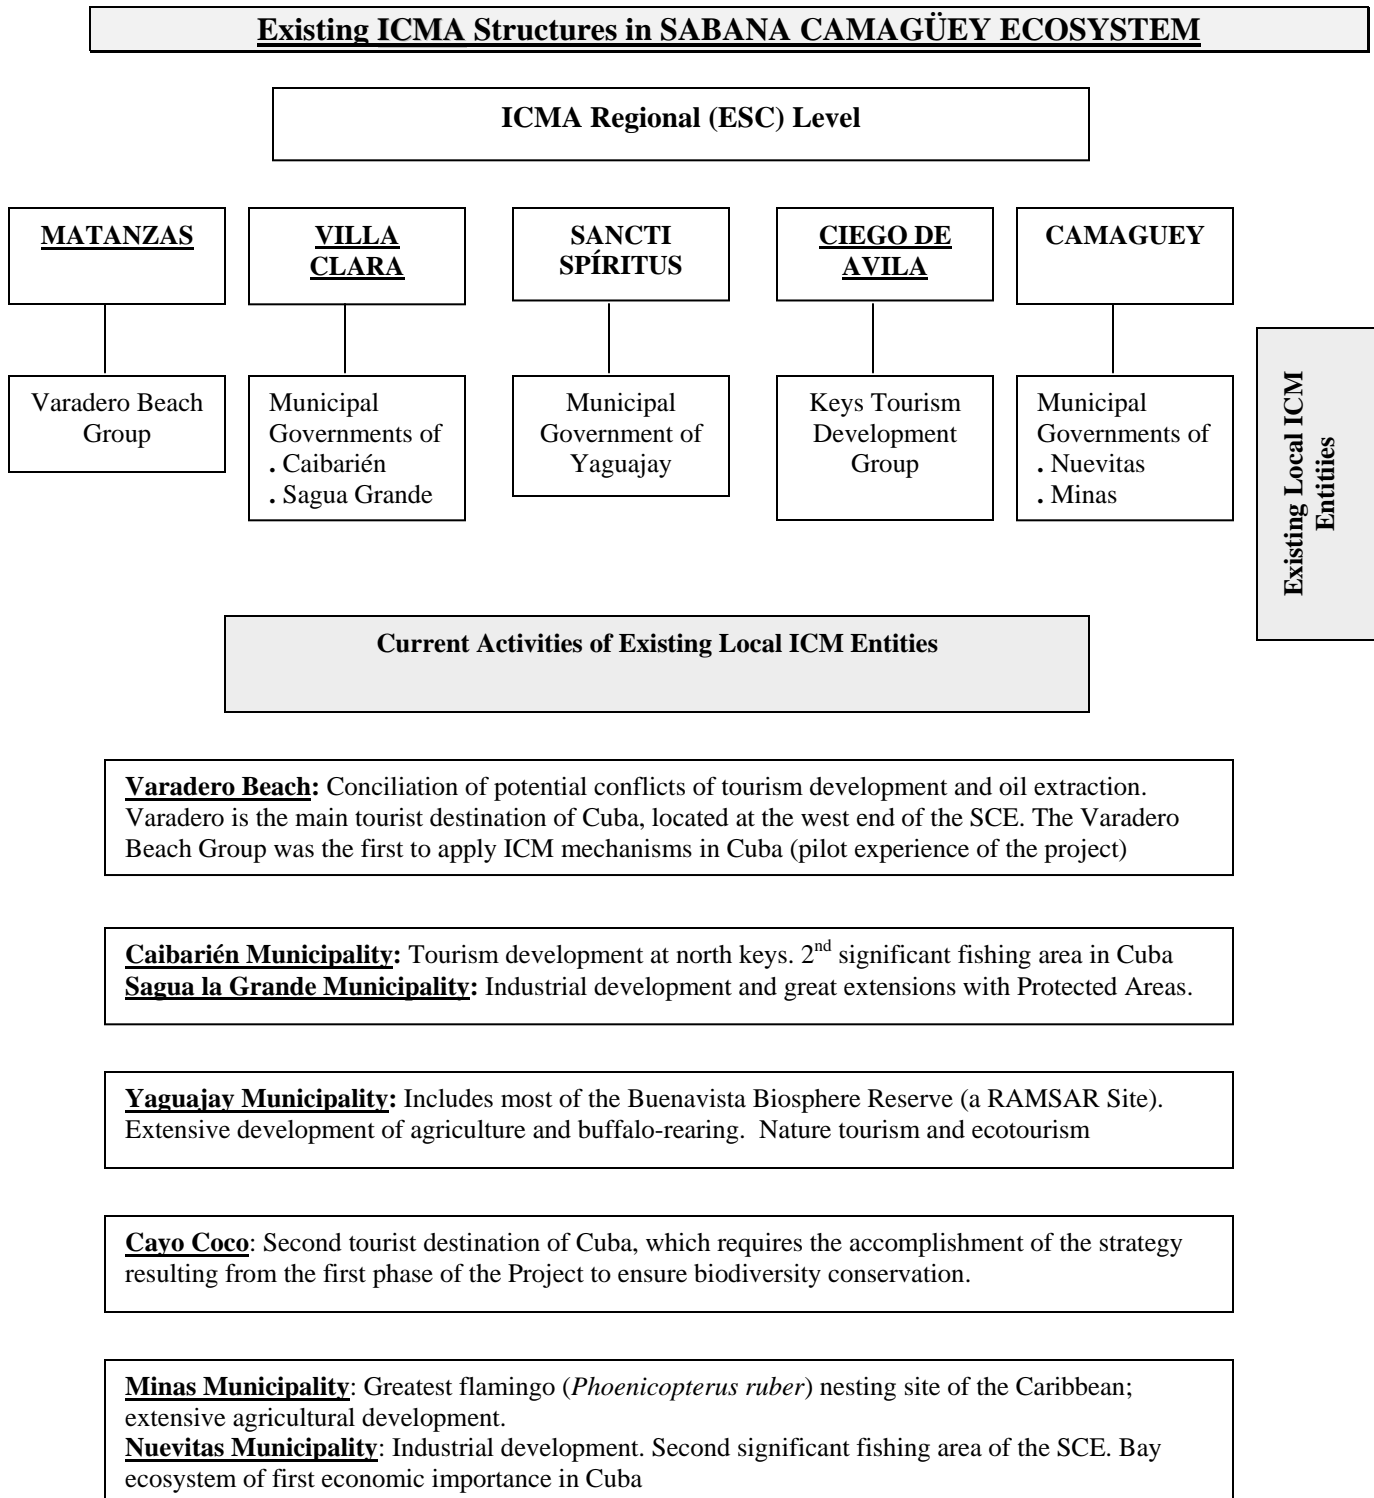 Existing ICMA Structures in SABANA CAMAGÜEY ECOSYSTEM
ICMA Regional (ESC) Level
MATANZAS
VILLA
CLARA
SANCTI
SPÍRITUS
CIEGO DE
AVILA
CAMAGUEY
Varadero Beach
Group
Municipal
Governments of
. Caibarién
. Sagua Grande
Municipal
Government of
Yaguajay
Keys Tourism
Development
Group
Municipal
Governments of
. Nuevitas
. Minas
Existing Local ICM
Entitiies
Current Activities of Existing Local ICM Entities
Varadero Beach: Conciliation of potential conflicts of tourism development and oil extraction.
Varadero is the main tourist destination of Cuba, located at the west end of the SCE. The Varadero
Beach Group was the first to apply ICM mechanisms in Cuba (pilot experience of the project)
Caibarién Municipality: Tourism development at north keys. 2nd significant fishing area in Cuba
Sagua la Grande Municipality: Industrial development and great extensions with Protected Areas.
Yaguajay Municipality: Includes most of the Buenavista Biosphere Reserve (a RAMSAR Site).
Extensive development of agriculture and buffalo-rearing.  Nature tourism and ecotourism
Cayo Coco: Second tourist destination of Cuba, which requires the accomplishment of the strategy
resulting from the first phase of the Project to ensure biodiversity conservation.
Minas Municipality: Greatest flamingo (Phoenicopterus ruber) nesting site of the Caribbean;
extensive agricultural development.
Nuevitas Municipality: Industrial development. Second significant fishing area of the SCE. Bay
ecosystem of first economic importance in Cuba